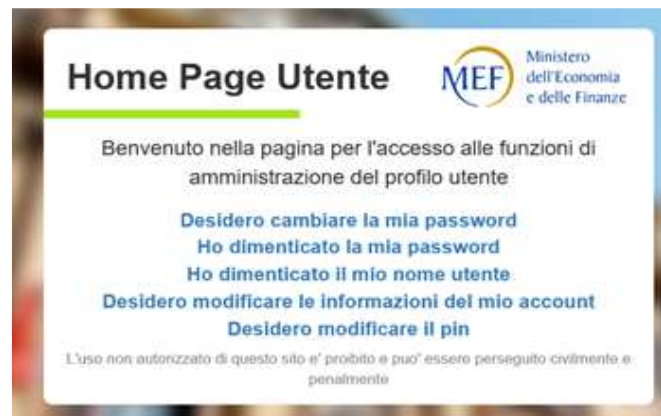 Home Page Utente
MEF
Ministero
dell'Economia
e delle Finanze
Benvenuto nella pagina per l'accesso alle funzioni di
amministrazione del profilo utente
Desidero cambiare la mia password
Ho dimenticato la mia password
Ho dimenticato il mio nome utente
Desidero modificare le informazioni del mio account
Desidero modificare il pin
L'uso non autorizzato di questo sito e' proibito e puo' essere perseguito civilmente e
penalmente